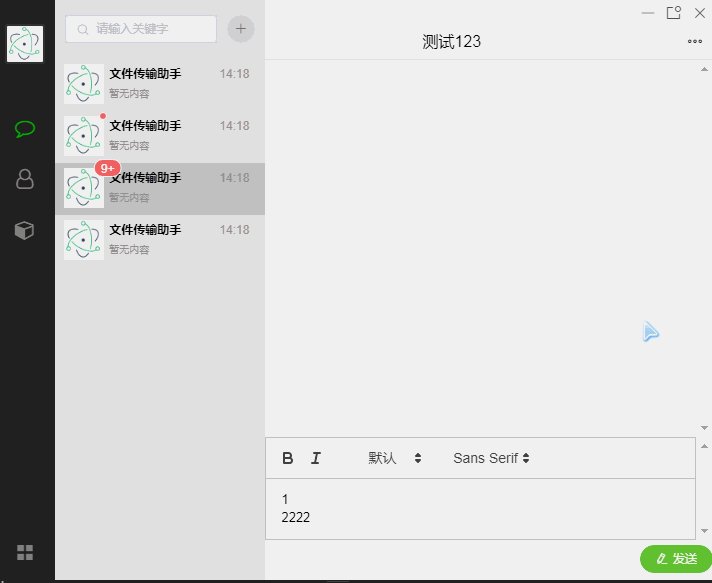 请输入关键字
测试123
文件传输助手 14:18
暂无内容
文件传输助手 14:18
暂无内容
9+
文件传输助手 14:18
暂无内容
文件传输助手 14:18
暂无内容
B I 默认 Sans Serif
1
2222
发送